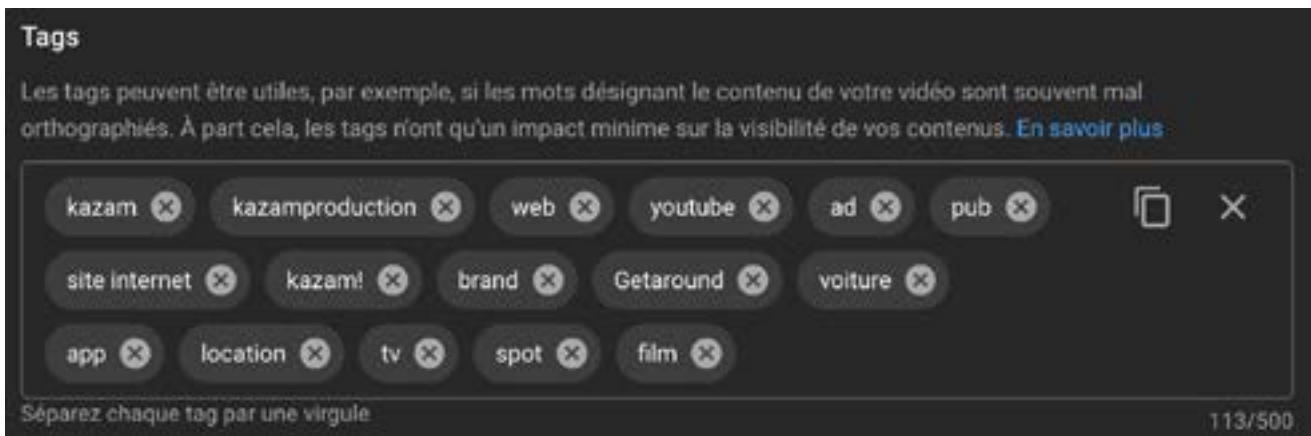 Tags
Les tags peuvent être utiles, par exemple, si les mots désignant le contenu de votre vidéo sont souvent mal
orthographiés. À part cela, les tags n'ont qu'un impact minime sur la visibilité de vos contenus. En savoir plus
kazam kazamproduction web youtube ad pub
site internet kazam! brand Getaround voiture
app location tv spot film
Séparez chaque tag par une virgule 113/500